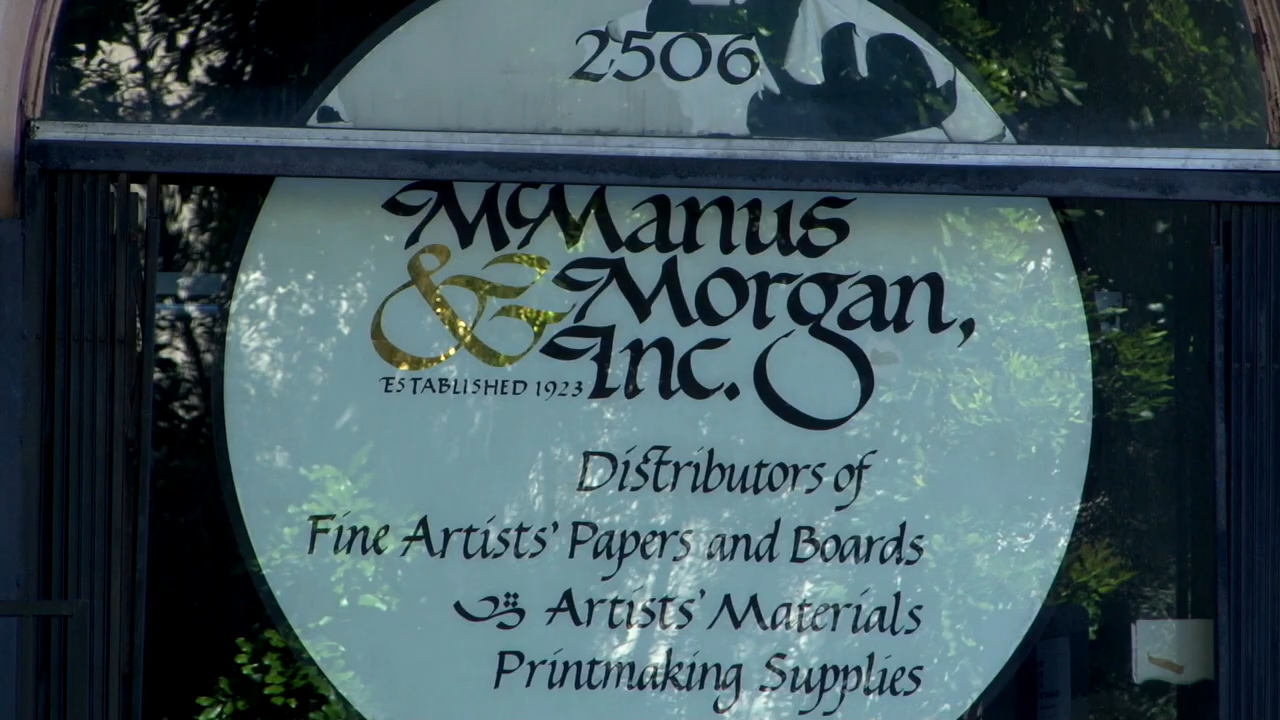 2506
McManus
& Morgan,
Inc.
ESTABLISHED 1923
Distributors of
Fine Artists' Papers and Boards
Artists' Materials
Printmaking Supplies